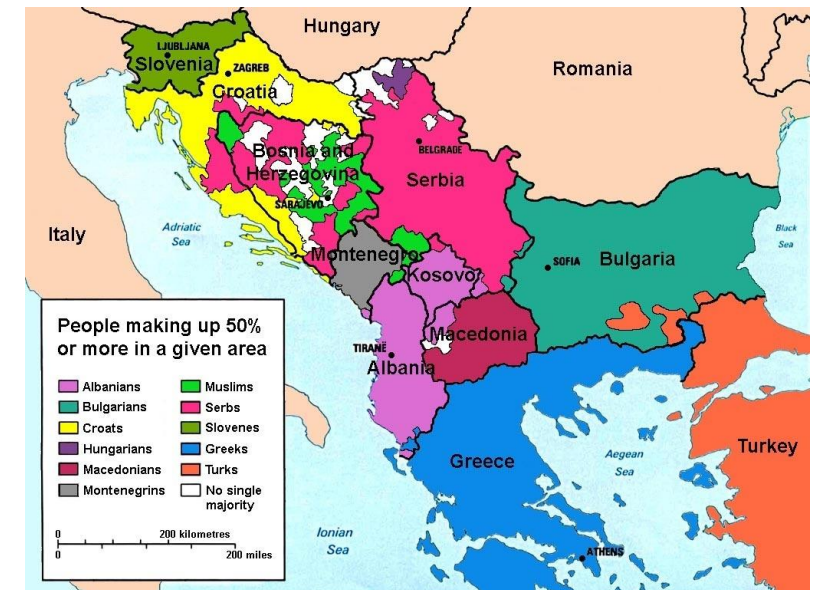 Hungary
LJUBLJANA
Slovenia
ZAGREB
Croatia
Romania
BELGRADE
Bosnia and
Herzegovina
Serbia
SARAJEVO
Italy
Adriatic
Sea
Black
Sea
Montenegro
Kosovo
SOFIA
Bulgaria
Macedonia
TIRANË
Albania
Greece
Aegean
Sea
Turkey
Ionian
Sea
ATHENS
People making up 50%
or more in a given area
Albanians
Bulgarians
Croats
Hungarians
Macedonians
Montenegrins
Muslims
Serbs
Slovenes
Greeks
Turks
No single
majority
0 200 kilometres
0 200 miles